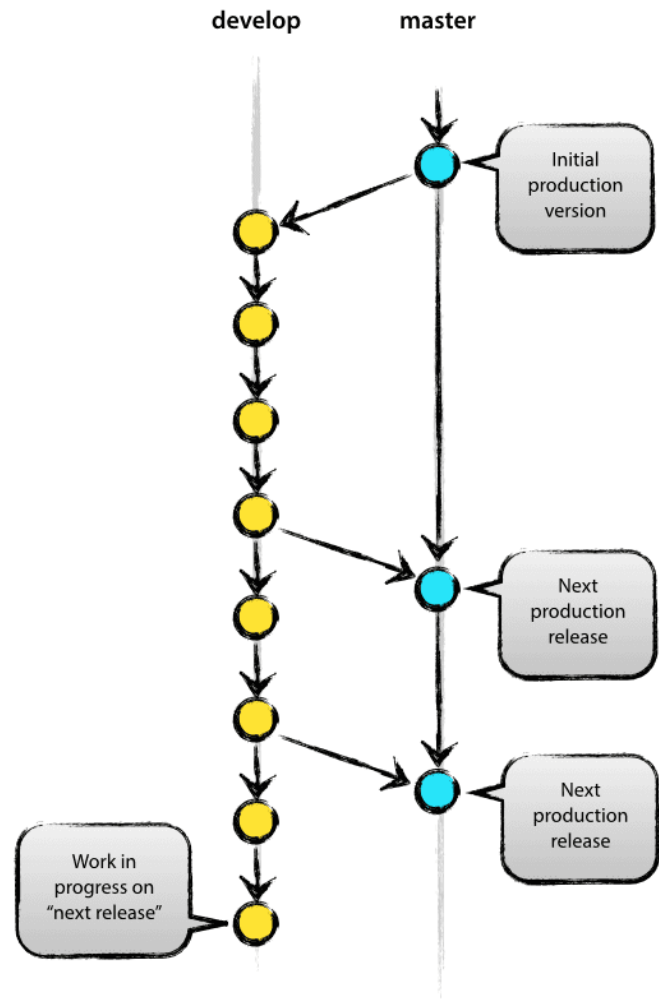 develop
master
Initial
production
version
Next
production
release
Next
production
release
Work in
progress on
“next release”